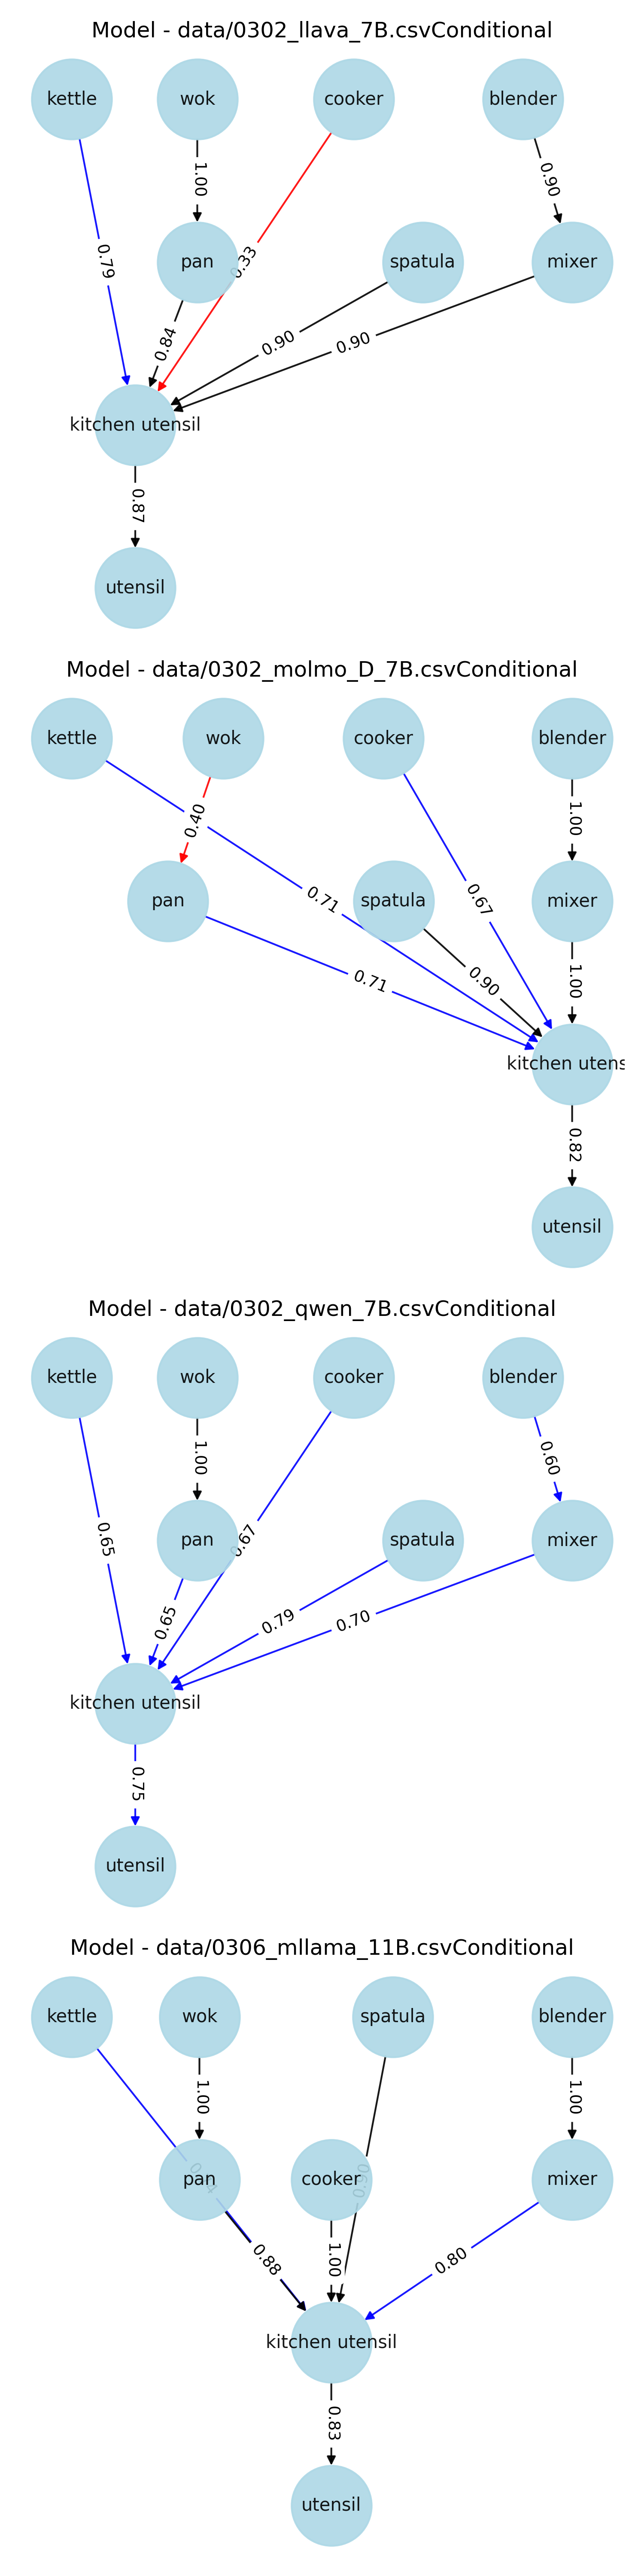 Model - data/0302_llava_7B.csvConditional
kettle wok cooker blender
1.00 0.90
pan spatula mixer
0.79 0.33
0.84 0.90 0.90
kitchen utensil
0.87
utensil
Model - data/0302_molmo_D_7B.csvConditional
kettle wok cooker blender
0.40 1.00
pan spatula mixer
0.71 0.67
0.71 0.90 1.00
kitchen utens
0.82
utensil
Model - data/0302_qwen_7B.csvConditional
kettle wok cooker blender
1.00 0.60
pan spatula mixer
0.65 0.67
0.65 0.79 0.70
kitchen utensil
0.75
utensil
Model - data/0306_mllama_11B.csvConditional
kettle wok spatula blender
1.00 1.00
pan cooker mixer
0.88 1.00 0.80
kitchen utensil
0.83
utensil